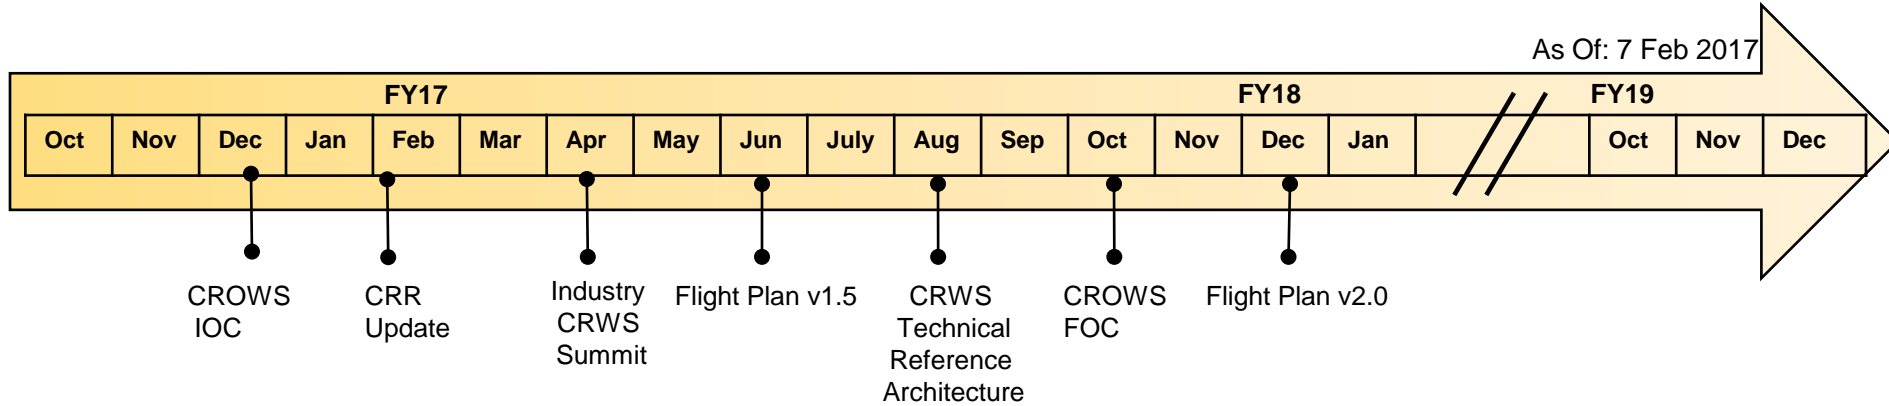 As Of: 7 Feb 2017
FY17 FY18 FY19
Oct Nov Dec Jan Feb Mar Apr May Jun July Aug Sep Oct Nov Dec Jan Oct Nov Dec
CROWS
IOC
CRR
Update
Industry
CRWS
Summit
Flight Plan v1.5
CRWS
Technical
Reference
Architecture
CROWS
FOC
Flight Plan v2.0